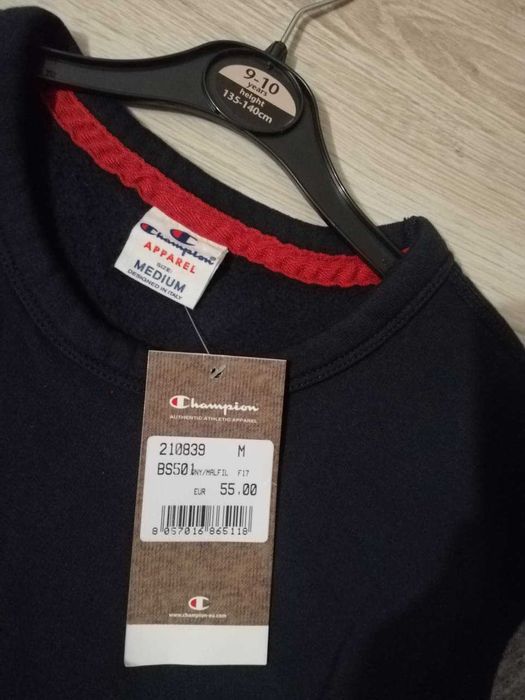 9-10
years
height
135-140cm
Champion
APPAREL
SIZE:
MEDIUM
DESIGNED IN ITALY
Champion
AUTHENTIC ATHLETIC APPAREL
210839 M
BS501 NNY/MALFIL F17
EUR 55,00
8 057016 865118
www.champion-eu.com